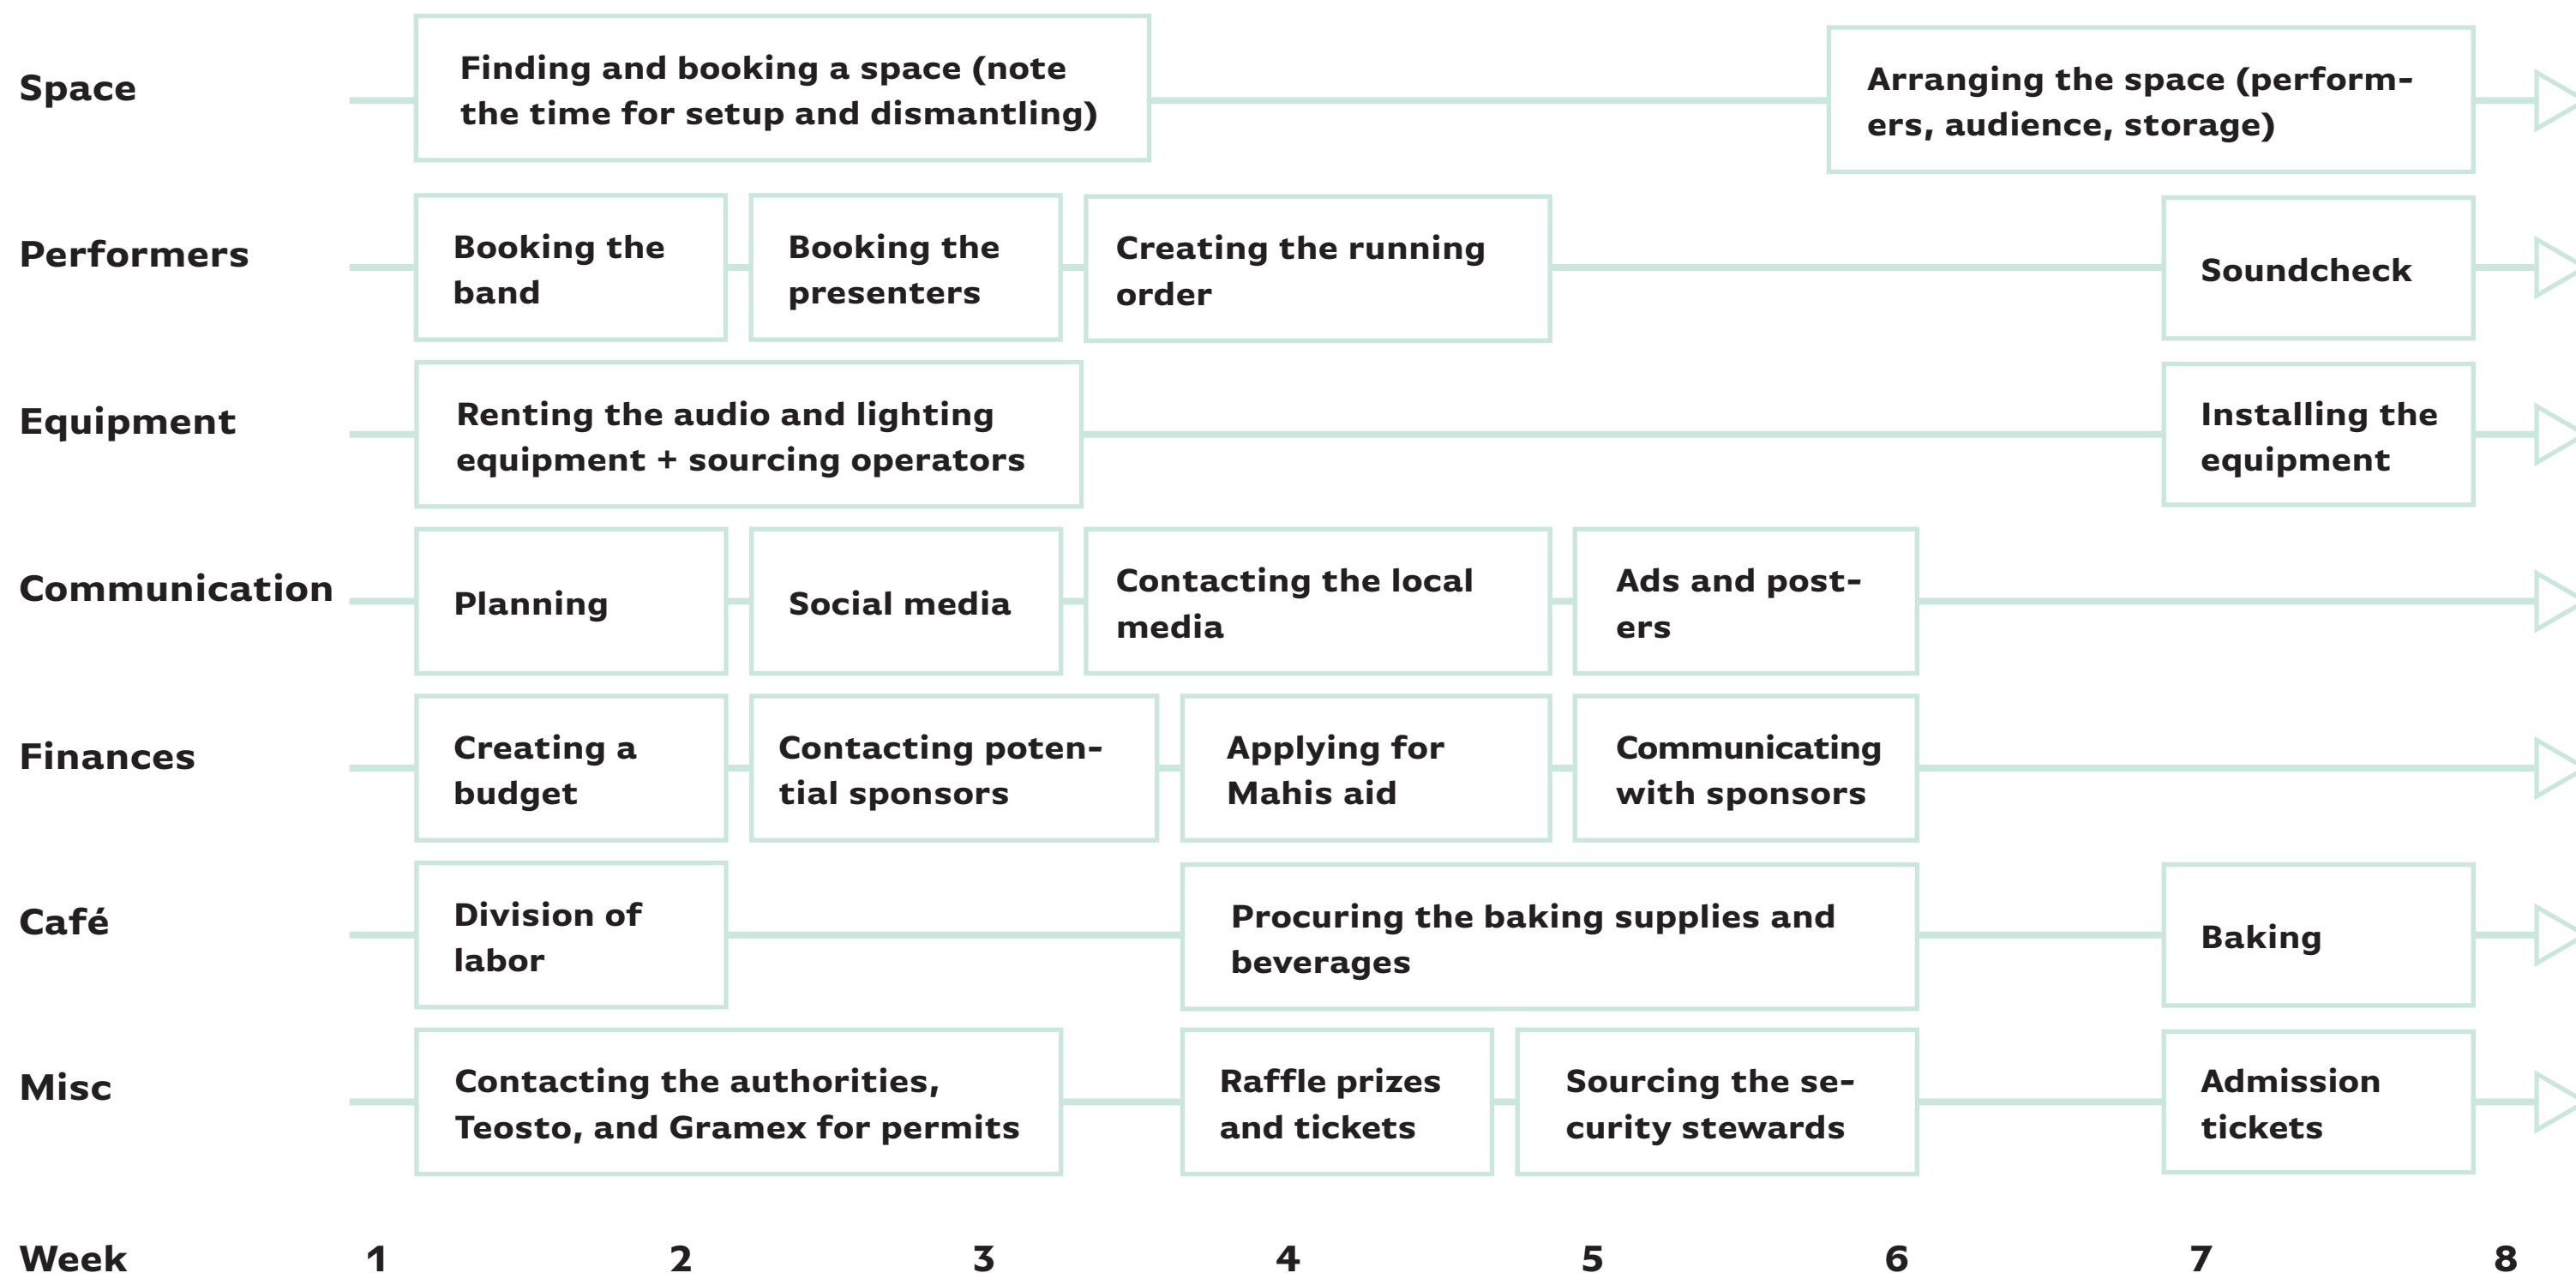 Space
Finding and booking a space (note
the time for setup and dismantling)
Arranging the space (perform-
ers, audience, storage)
Performers
Booking the
band
Booking the
presenters
Creating the running
order
Soundcheck
Equipment
Renting the audio and lighting
equipment + sourcing operators
Installing the
equipment
Communication
Planning
Social media
Contacting the local
media
Ads and post-
ers
Finances
Creating a
budget
Contacting poten-
tial sponsors
Applying for
Mahis aid
Communicating
with sponsors
Café
Division of
labor
Procuring the baking supplies and
beverages
Baking
Misc
Contacting the authorities,
Teosto, and Gramex for permits
Raffle prizes
and tickets
Sourcing the se-
curity stewards
Admission
tickets
Week 1 2 3 4 5 6 7 8